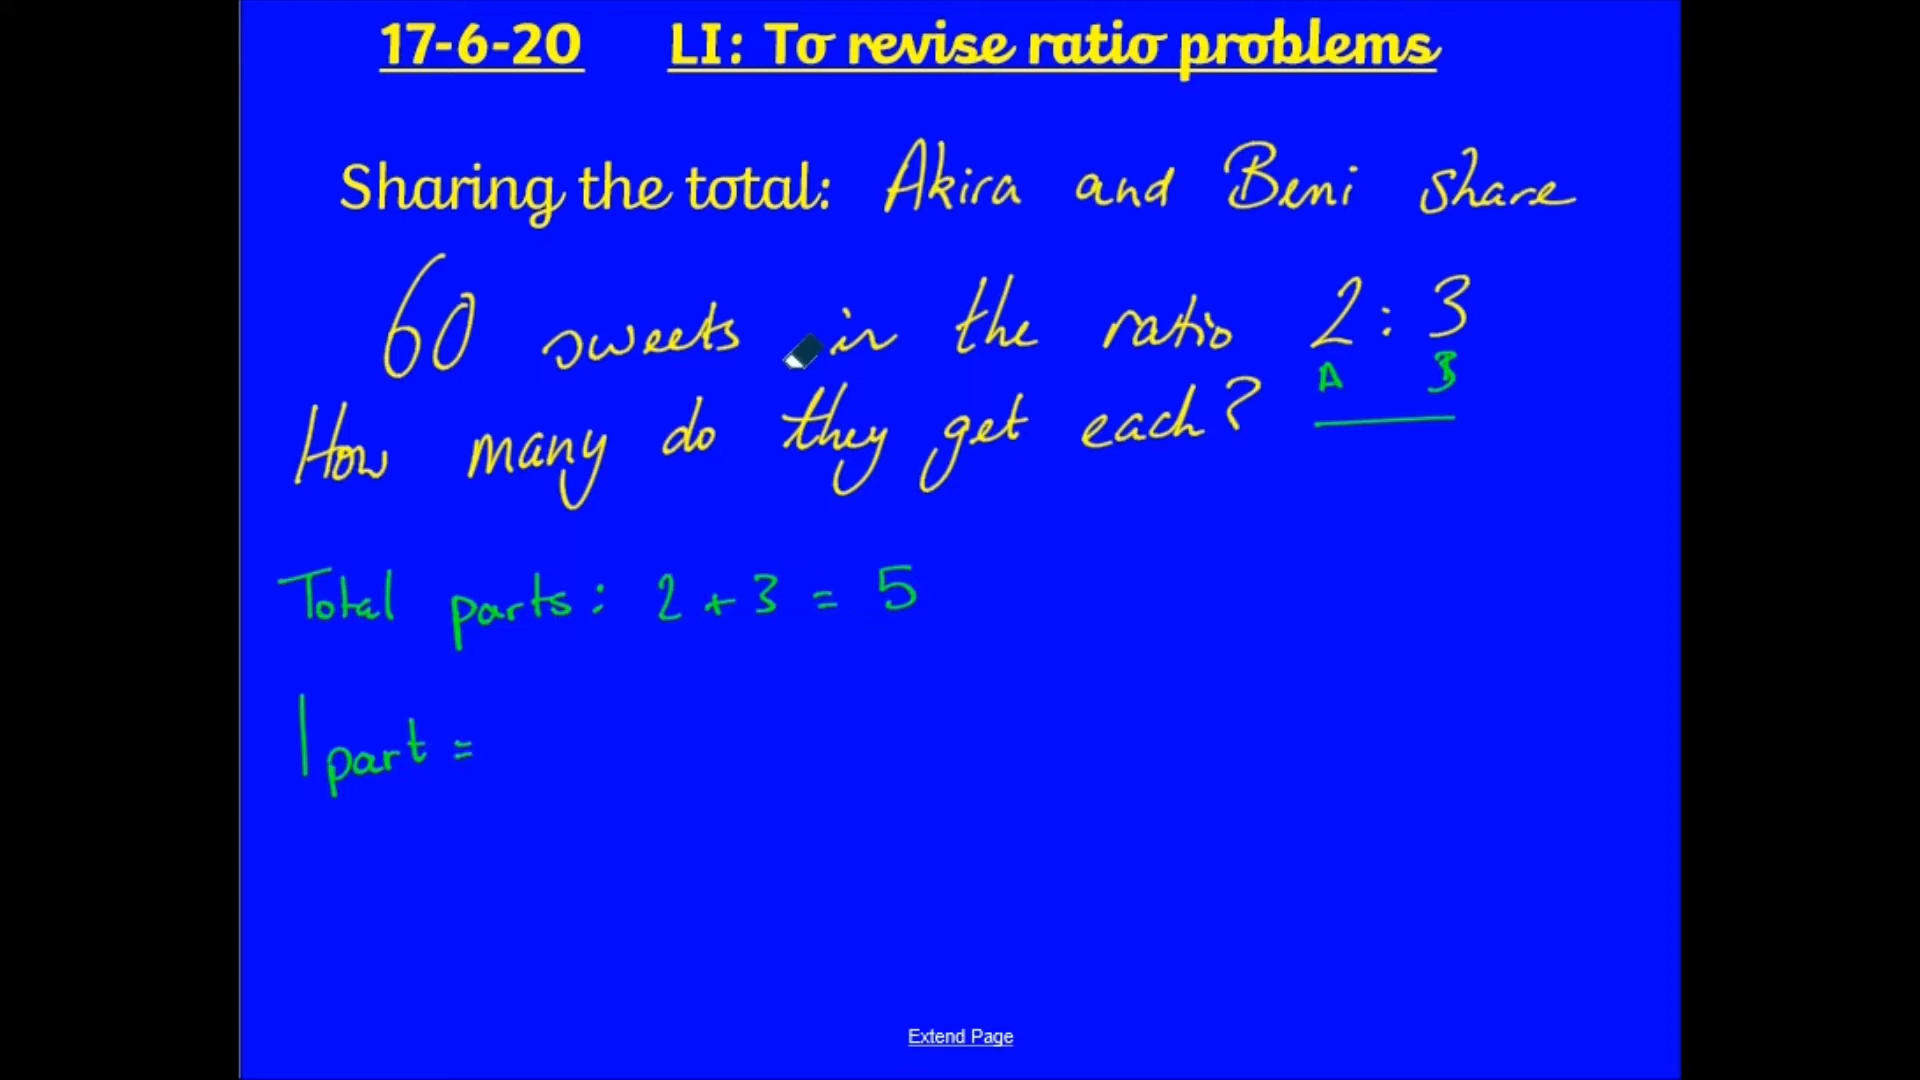 17-6-20 LI: To revise ratio problems
Sharing the total: Akira and Beni share
60 sweets in the ratio 2:3
A B
How many do they get each?
Total parts: 2 + 3 = 5
1 part =
Extend Page